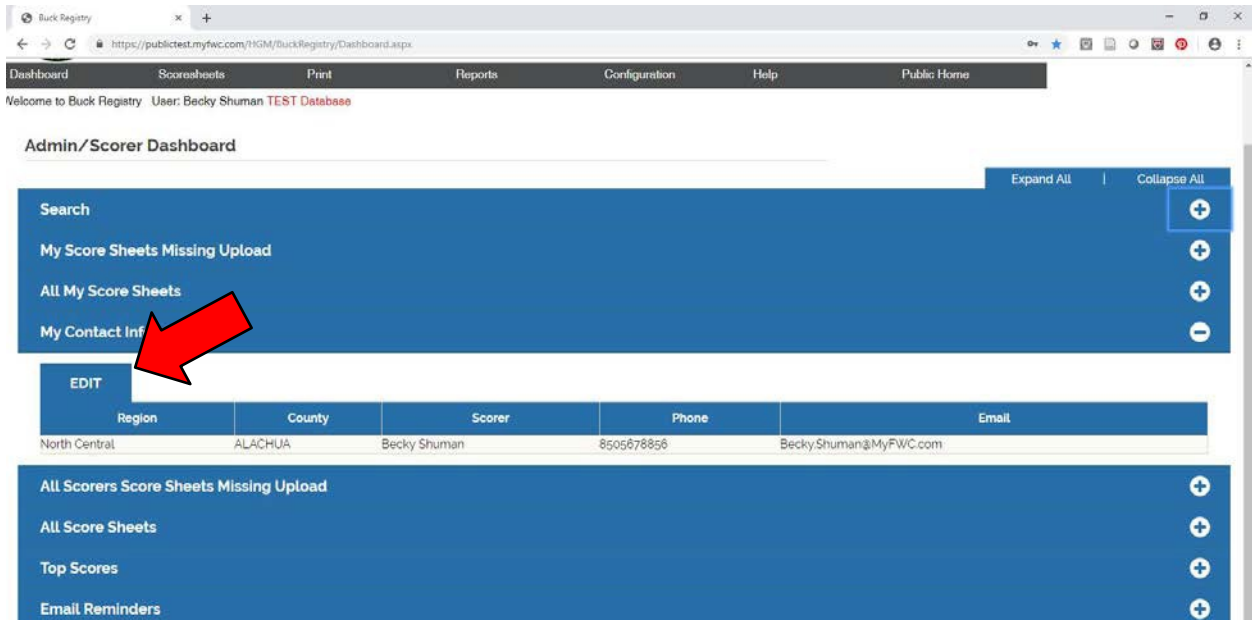 Buck Registry
https://publictest.myfwc.com/HGM/BuckRegistry/Dashboard.aspx
Dashboard Scoresheets Print Reports Configuration Help Public Home
Welcome to Buck Registry User: Becky Shuman TEST Database
Admin/Scorer Dashboard
Expand All | Collapse All
Search
My Score Sheets Missing Upload
All My Score Sheets
My Contact Inf
EDIT
Region County Scorer Phone Email
North Central ALACHUA Becky Shuman 8505678856 Becky.Shuman@MyFWC.com
All Scorers Score Sheets Missing Upload
All Score Sheets
Top Scores
Email Reminders